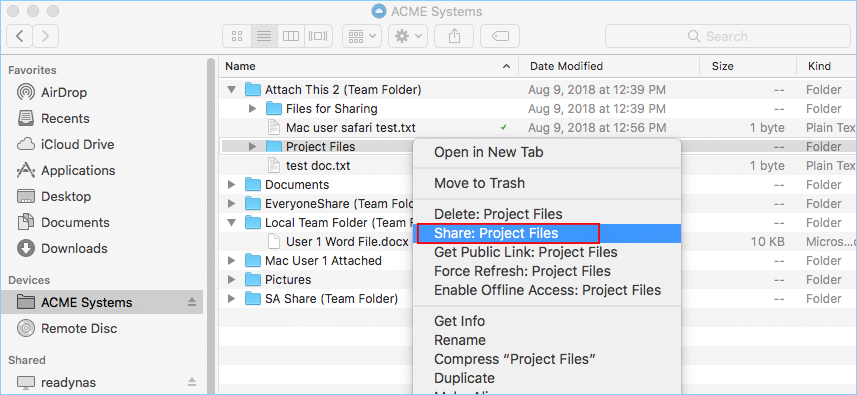 ACME Systems
Search
Favorites
AirDrop
Recents
iCloud Drive
Applications
Desktop
Documents
Downloads
Devices
ACME Systems
Remote Disc
Shared
readynas
Name Date Modified Size Kind
Attach This 2 (Team Folder) Aug 9, 2018 at 12:39 PM -- Folder
Files for Sharing Aug 9, 2018 at 12:39 PM -- Folder
Mac user safari test.txt Aug 9, 2018 at 12:56 PM 1 byte Plain Tex
Project Files -- Folder
test doc.txt 1 byte Plain Tex
Documents -- Folder
EveryoneShare (Team Fold -- Folder
Local Team Folder (Team F -- Folder
User 1 Word File.docx 10 KB Micros...o
Mac User 1 Attached -- Folder
Pictures -- Folder
SA Share (Team Folder) -- Folder
Open in New Tab
Move to Trash
Delete: Project Files
Share: Project Files
Get Public Link: Project Files
Force Refresh: Project Files
Enable Offline Access: Project Files
Get Info
Rename
Compress “Project Files”
Duplicate